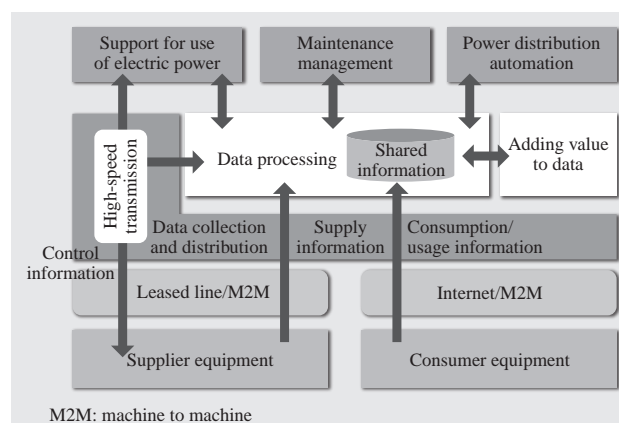 Support for use
of electric power
Maintenance
management
Power distribution
automation
High-speed
transmission
Data processing
Shared
information
Adding value
to data
Data collection
and distribution
Supply
information
Consumption/
usage information
Control
information
Leased line/M2M
Internet/M2M
Supplier equipment
Consumer equipment
M2M: machine to machine